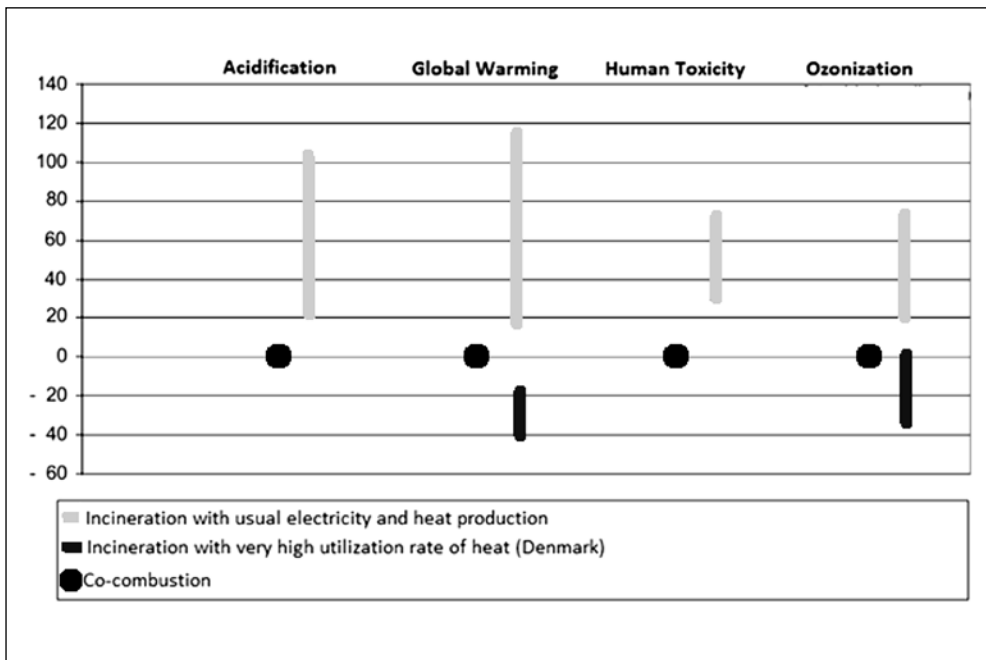 Acidification Global Warming Human Toxicity Ozonization
140
120
100
80
60
40
20
0
- 20
- 40
- 60
Incineration with usual electricity and heat production
Incineration with very high utilization rate of heat (Denmark)
Co-combustion